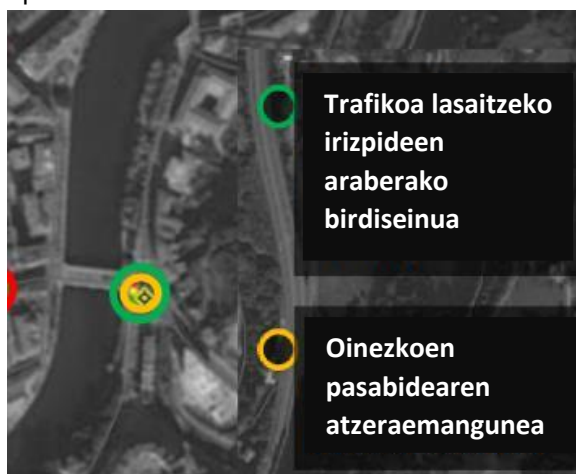 Trafikoa lasaitzeko
irizpideen
araberako
birdiseinua
Oinezkoen
pasabidearen
atzeraemangunea